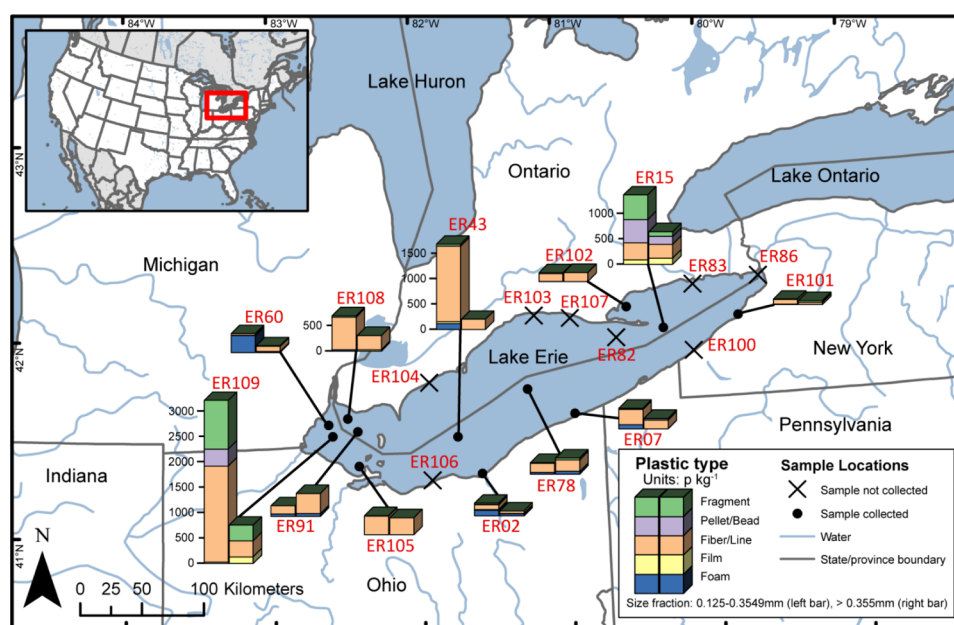 84°W 83°W 82°W 81°W 80°W 79°W
Lake Huron
43°N
Ontario
Lake Ontario
ER15
1000
500
0
ER43
1500
1000
500
0
ER102
ER83
ER86
ER101
Michigan
ER108
500
0
ER103
ER107
ER60
42°N
Lake Erie
ER82
ER100
New York
ER104
ER109
3000
2500
2000
1500
1000
500
0
ER07
Pennsylvania
Indiana
ER106
ER78
ER91
ER02
ER105
41°N
N
Ohio
100 Kilometers
0 25 50
Plastic type
Units: p kg⁻¹
Fragment
Pellet/Bead
Fiber/Line
Film
Foam
Sample Locations
Sample not collected
Sample collected
Water
State/province boundary
Size fraction: 0.125-0.3549mm (left bar), > 0.355mm (right bar)